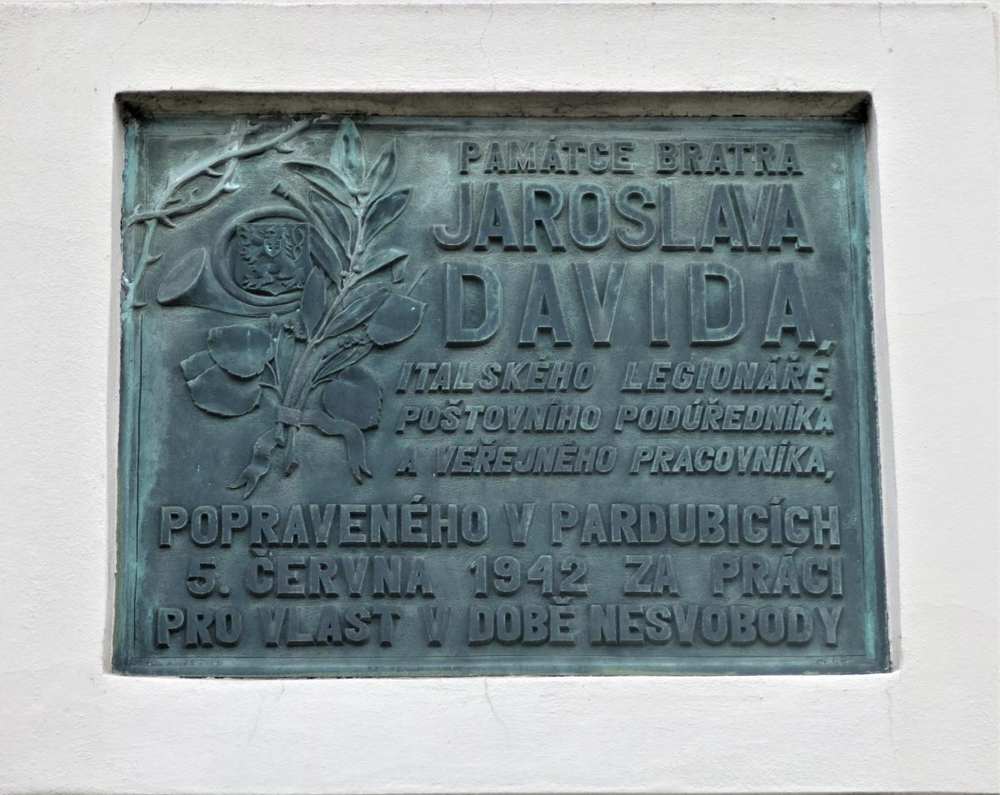 PAMÁTCE BRATRA
JAROSLAVA
DAVIDA,
ITALSKÉHO LEGIONÁŘE,
POŠTOVNÍHO PODÚŘEDNÍKA
A VEŘEJNÉHO PRACOVNÍKA,
POPRAVENÉHO V PARDUBICÍCH
5. ČERVNA 1942 ZA PRÁCI
PRO VLAST V DOBĚ NESVOBODY